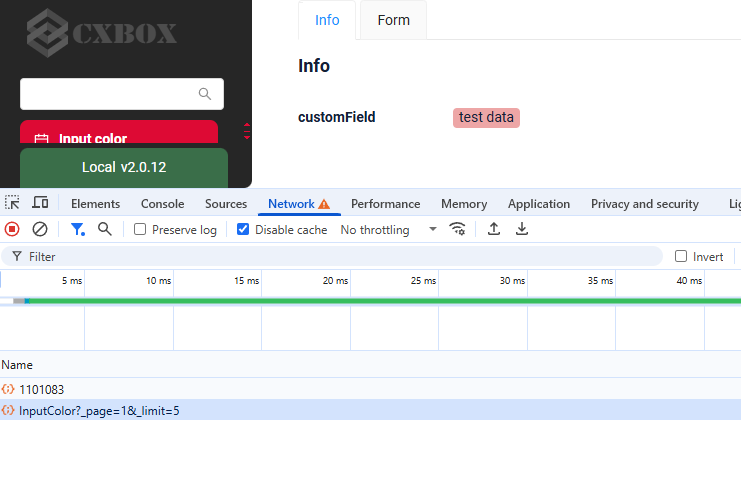 CXBOX
Info
Form
Info
customField
test data
Input color
Local v2.0.12
Elements
Console
Sources
Network
Performance
Memory
Application
Privacy and security
Preserve log
Disable cache
No throttling
Filter
Invert
5 ms
10 ms
15 ms
20 ms
25 ms
30 ms
35 ms
40 ms
Name
1101083
InputColor?_page=1&_limit=5